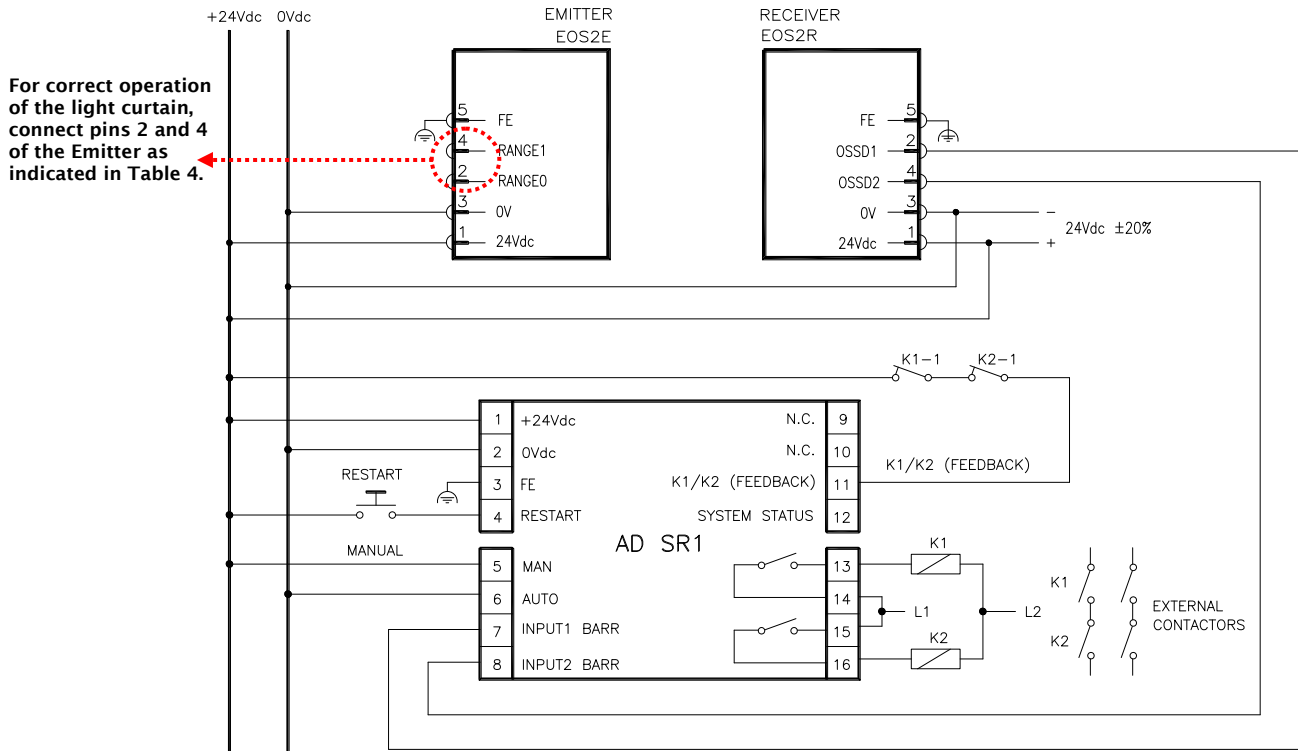 +24Vdc 0Vdc
EMITTER
EOS2E
RECEIVER
EOS2R
For correct operation
of the light curtain,
connect pins 2 and 4
of the Emitter as
indicated in Table 4.
5 FE
4 RANGE1
2 RANGE0
3 0V
1 24Vdc
FE 5
OSSD1 2
OSSD2 4
0V 3
24Vdc 1
−
+
24Vdc ±20%
K1-1 K2-1
K1/K2 (FEEDBACK)
RESTART
MANUAL
1 +24Vdc
2 0Vdc
3 FE
4 RESTART
N.C. 9
N.C. 10
K1/K2 (FEEDBACK) 11
SYSTEM STATUS 12
AD SR1
5 MAN
6 AUTO
7 INPUT1 BARR
8 INPUT2 BARR
13
14
15
16
K1
L1
L2
K2
K1
K2
EXTERNAL
CONTACTORS